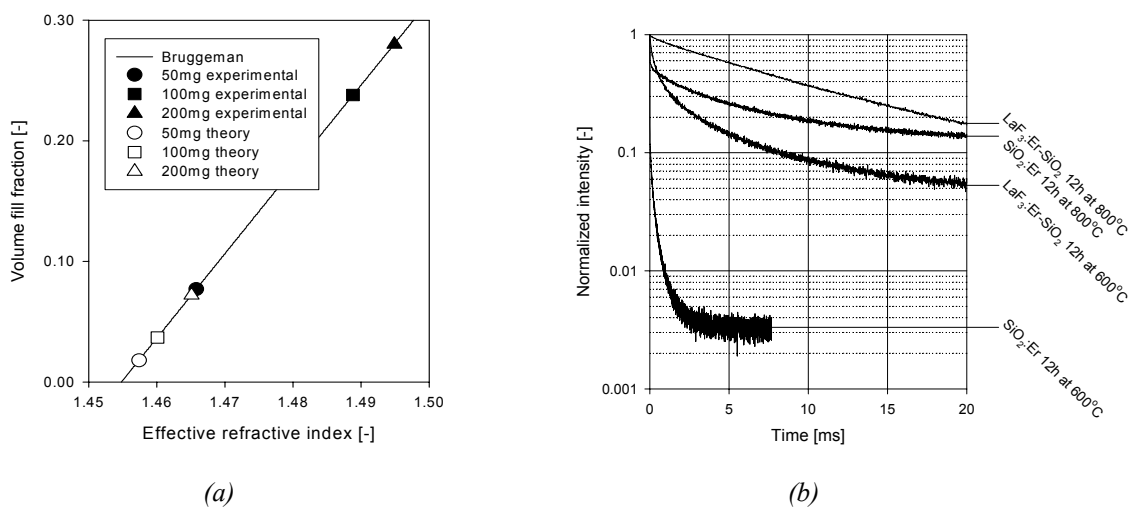 0.30
0.20
0.10
0.00
Volume fill fraction [-]
Bruggeman
50mg experimental
100mg experimental
200mg experimental
50mg theory
100mg theory
200mg theory
1.45 1.46 1.47 1.48 1.49 1.50
Effective refractive index [-]
(a)
1
0.1
0.01
0.001
Normalized intensity [-]
LaF₃:Er-SiO₂ 12h at 800°C
SiO₂:Er 12h at 800°C
LaF₃:Er-SiO₂ 12h at 600°C
SiO₂:Er 12h at 600°C
0 5 10 15 20
Time [ms]
(b)